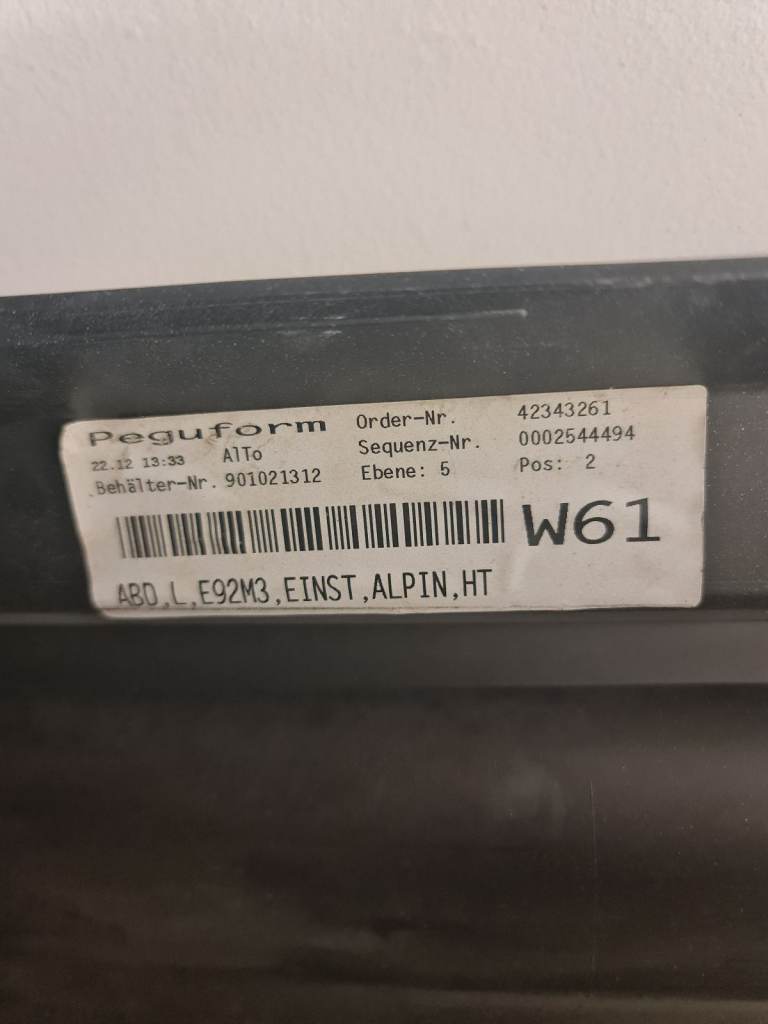 Peguform Order-Nr. 42343261
22.12 13:33 AlTo Sequenz-Nr. 0002544494
Behälter-Nr. 901021312 Ebene: 5 Pos: 2
W61
ABD,L,E92M3,EINST,ALPIN,HT